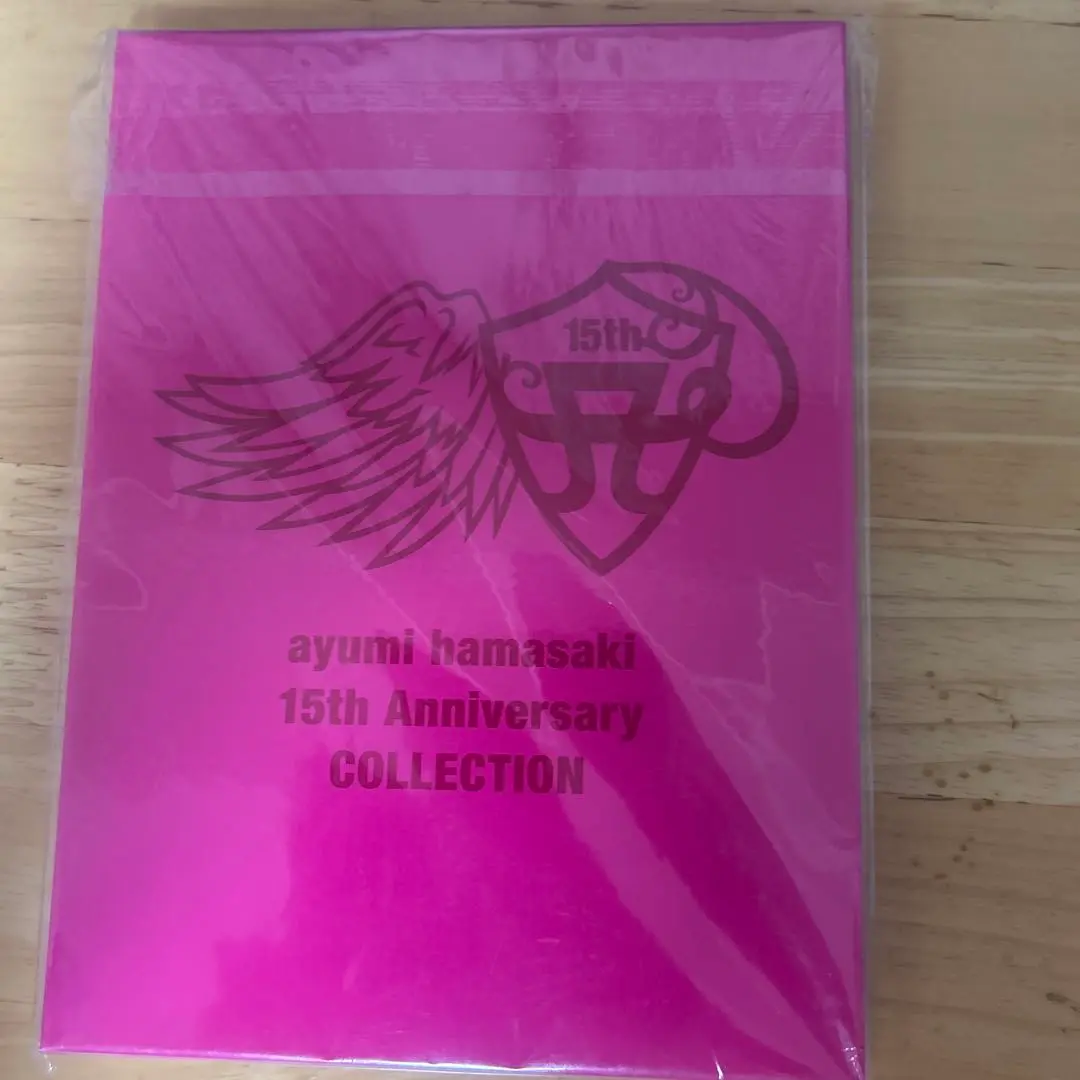 15th
ayumi hamasaki
15th Anniversary
COLLECTION